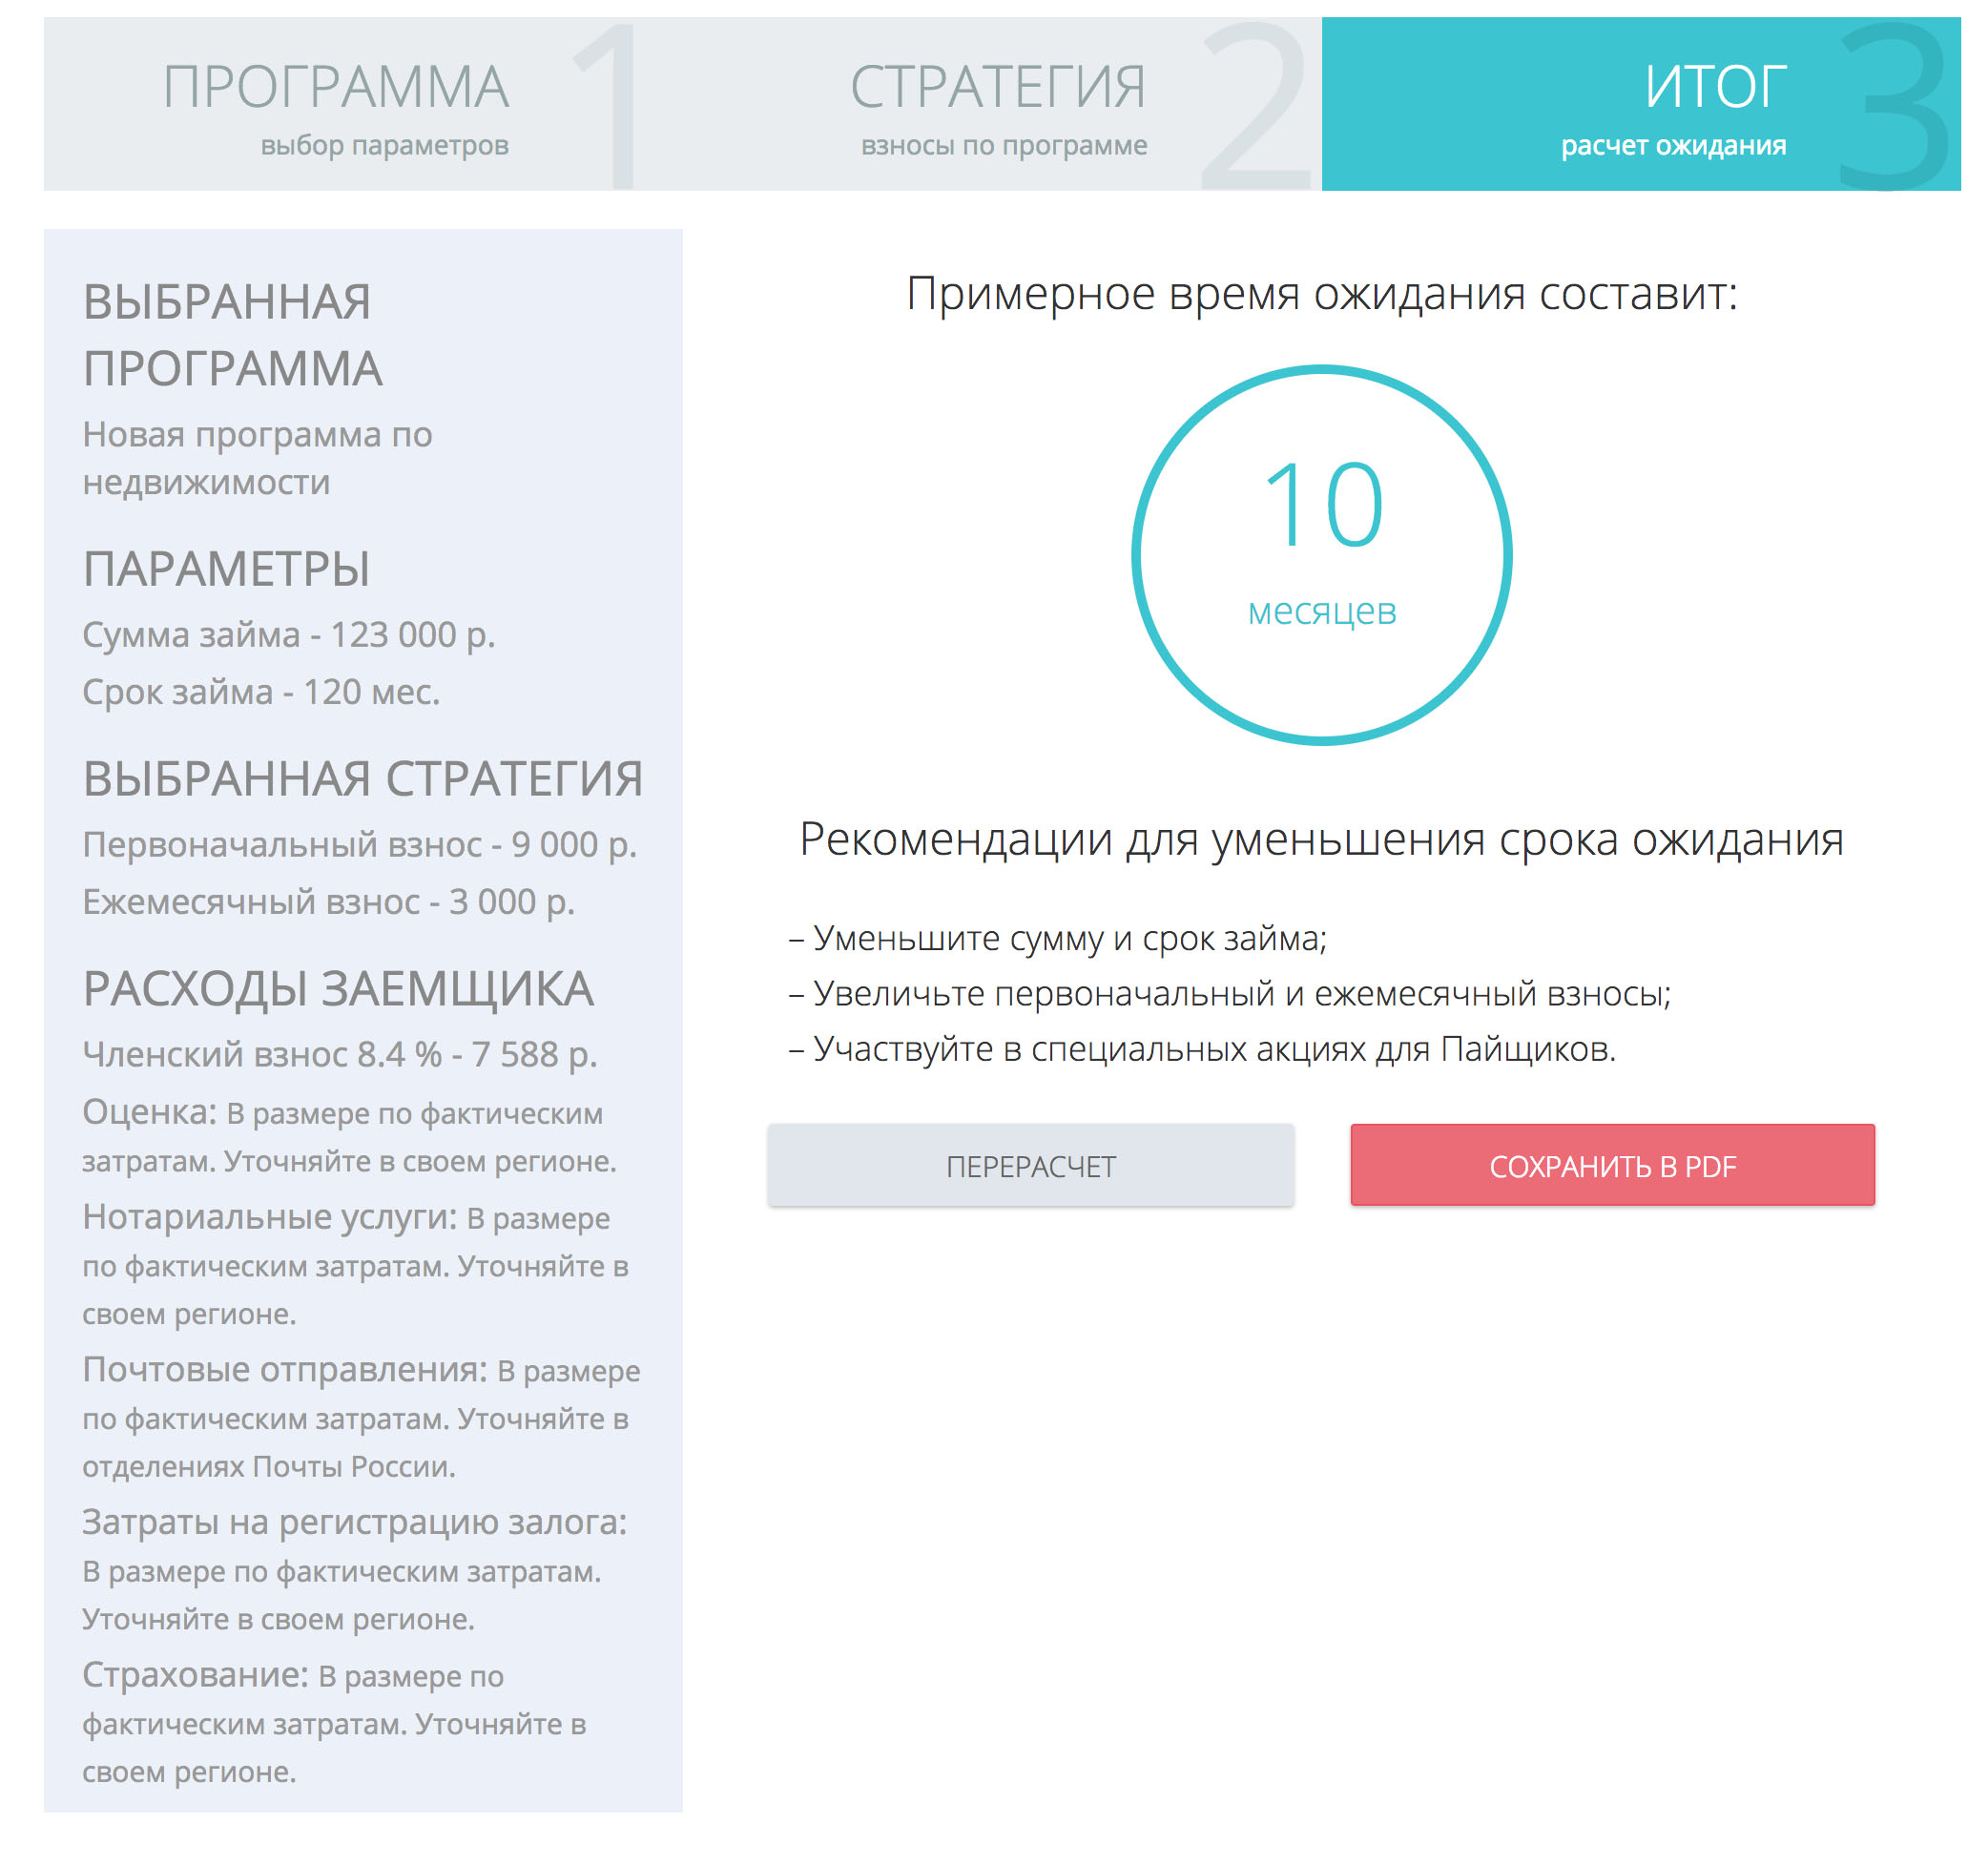 ПРОГРАММА
выбор параметров
1
СТРАТЕГИЯ
взносы по программе
2
ИТОГ
расчет ожидания
3
ВЫБРАННАЯ
ПРОГРАММА
Новая программа по
недвижимости
ПАРАМЕТРЫ
Сумма займа - 123 000 р.
Срок займа - 120 мес.
ВЫБРАННАЯ СТРАТЕГИЯ
Первоначальный взнос - 9 000 р.
Ежемесячный взнос - 3 000 р.
РАСХОДЫ ЗАЕМЩИКА
Членский взнос 8.4 % - 7 588 р.
Оценка: В размере по фактическим
затратам. Уточняйте в своем регионе.
Нотариальные услуги: В размере
по фактическим затратам. Уточняйте в
своем регионе.
Почтовые отправления: В размере
по фактическим затратам. Уточняйте в
отделениях Почты России.
Затраты на регистрацию залога:
В размере по фактическим затратам.
Уточняйте в своем регионе.
Страхование: В размере по
фактическим затратам. Уточняйте в
своем регионе.
Примерное время ожидания составит:
10
месяцев
Рекомендации для уменьшения срока ожидания
– Уменьшите сумму и срок займа;
– Увеличьте первоначальный и ежемесячный взносы;
– Участвуйте в специальных акциях для Пайщиков.
ПЕРЕРАСЧЕТ
СОХРАНИТЬ В PDF